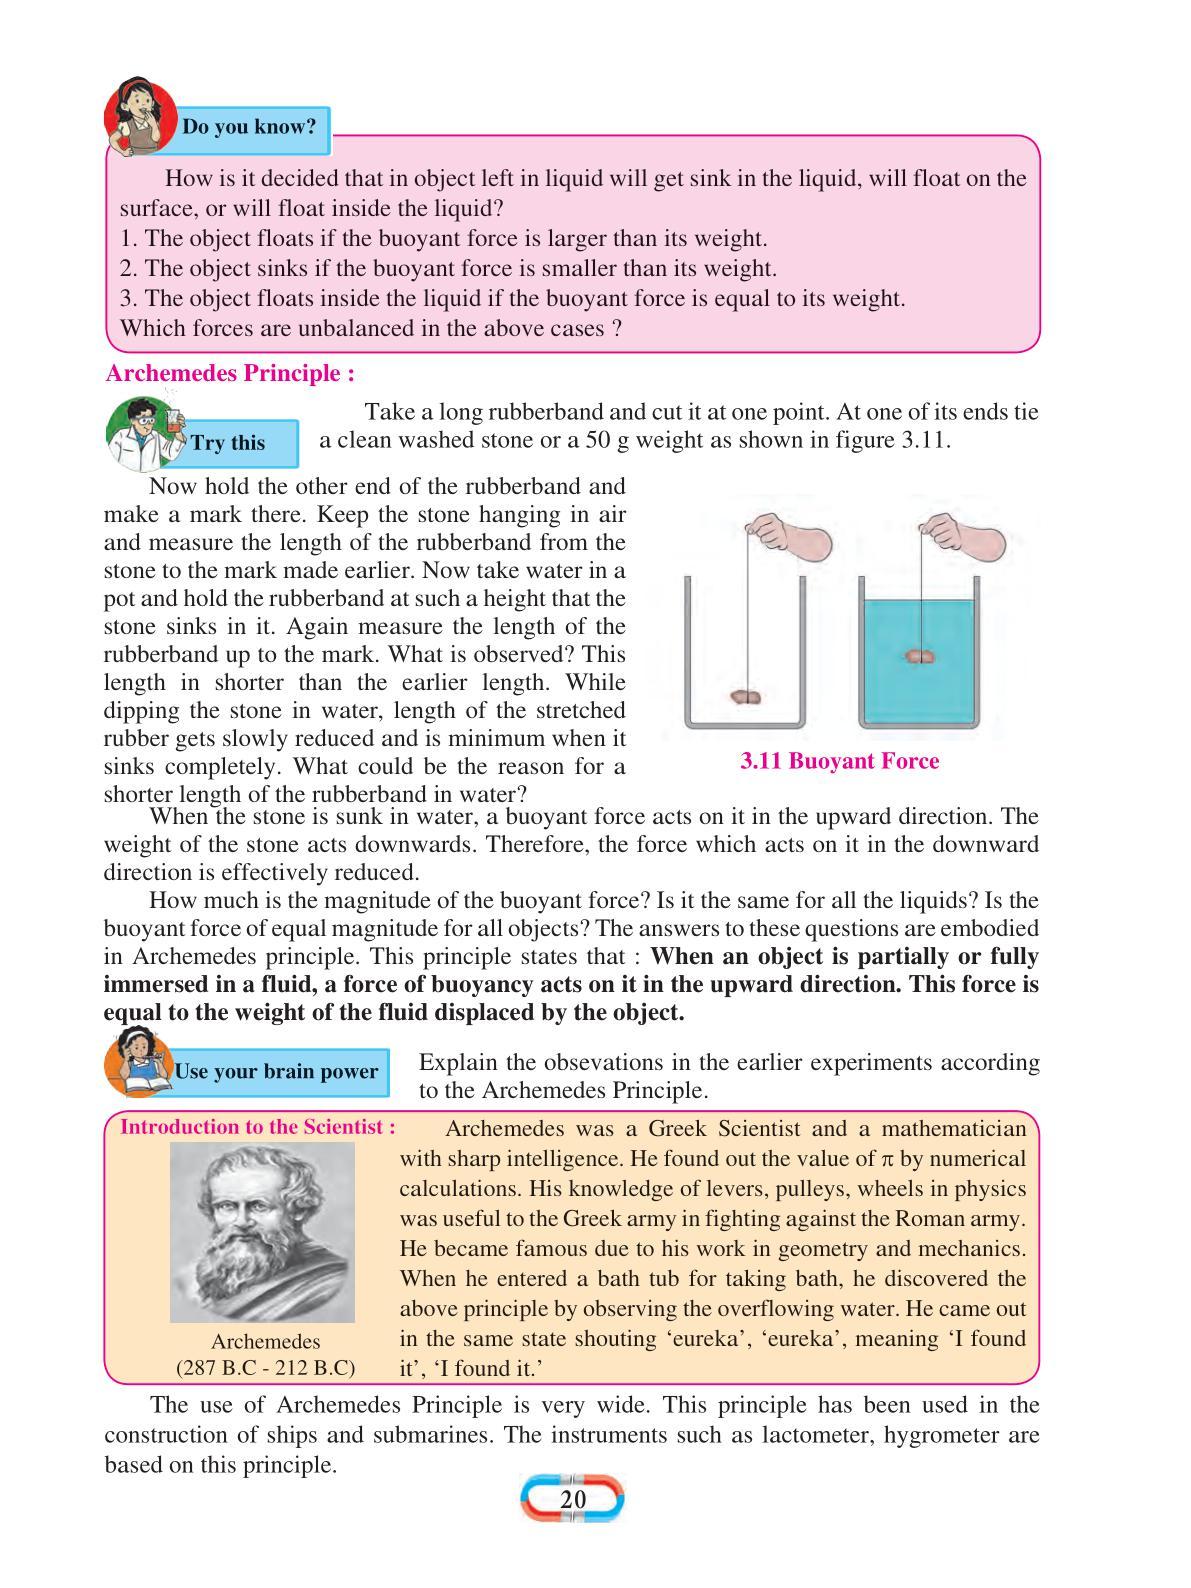 Do you know?
How is it decided that in object left in liquid will get sink in the liquid, will float on the
surface, or will float inside the liquid?
1. The object floats if the buoyant force is larger than its weight.
2. The object sinks if the buoyant force is smaller than its weight.
3. The object floats inside the liquid if the buoyant force is equal to its weight.
Which forces are unbalanced in the above cases ?
Archemedes Principle :
Try this
Take a long rubberband and cut it at one point. At one of its ends tie
a clean washed stone or a 50 g weight as shown in figure 3.11.
Now hold the other end of the rubberband and
make a mark there. Keep the stone hanging in air
and measure the length of the rubberband from the
stone to the mark made earlier. Now take water in a
pot and hold the rubberband at such a height that the
stone sinks in it. Again measure the length of the
rubberband up to the mark. What is observed? This
length in shorter than the earlier length. While
dipping the stone in water, length of the stretched
rubber gets slowly reduced and is minimum when it
sinks completely. What could be the reason for a
shorter length of the rubberband in water?
3.11 Buoyant Force
When the stone is sunk in water, a buoyant force acts on it in the upward direction. The
weight of the stone acts downwards. Therefore, the force which acts on it in the downward
direction is effectively reduced.
How much is the magnitude of the buoyant force? Is it the same for all the liquids? Is the
buoyant force of equal magnitude for all objects? The answers to these questions are embodied
in Archemedes principle. This principle states that : When an object is partially or fully
immersed in a fluid, a force of buoyancy acts on it in the upward direction. This force is
equal to the weight of the fluid displaced by the object.
Use your brain power
Explain the obsevations in the earlier experiments according
to the Archemedes Principle.
Introduction to the Scientist :
Archemedes
(287 B.C - 212 B.C)
Archemedes was a Greek Scientist and a mathematician
with sharp intelligence. He found out the value of π by numerical
calculations. His knowledge of levers, pulleys, wheels in physics
was useful to the Greek army in fighting against the Roman army.
He became famous due to his work in geometry and mechanics.
When he entered a bath tub for taking bath, he discovered the
above principle by observing the overflowing water. He came out
in the same state shouting ‘eureka’, ‘eureka’, meaning ‘I found
it’, ‘I found it.’
The use of Archemedes Principle is very wide. This principle has been used in the
construction of ships and submarines. The instruments such as lactometer, hygrometer are
based on this principle.
20